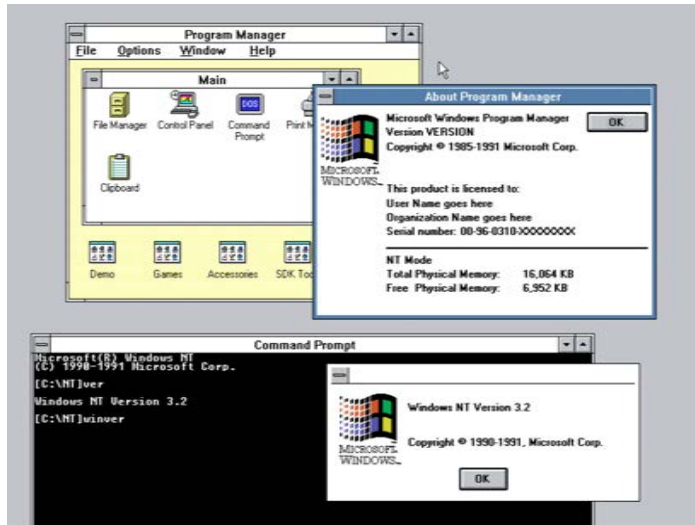 Program Manager
File Options Window Help
Main
File Manager
Control Panel
Command
Prompt
Print M
Clipboard
Demo
Games
Accessories
SDK Too
About Program Manager
MICROSOFT
WINDOWS
Microsoft Windows Program Manager
Version VERSION
Copyright © 1985-1991 Microsoft Corp.
OK
This product is licensed to:
User Name goes here
Organization Name goes here
Serial number: 00-96-0310-XXXXXXXX
NT Mode
Total Physical Memory: 16,064 KB
Free Physical Memory: 6,952 KB
Command Prompt
Microsoft(R) Windows NT
(C) 1990-1991 Microsoft Corp.
[C:\NT]ver
Windows NT Version 3.2
[C:\NT]winver
DOS
MICROSOFT
WINDOWS
Windows NT Version 3.2
Copyright © 1990-1991, Microsoft Corp.
OK